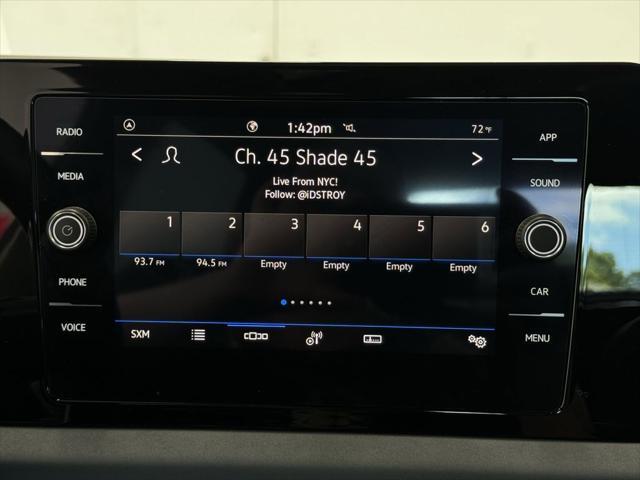 RADIO
MEDIA
PHONE
VOICE
1:42pm
72°F
Ch. 45 Shade 45
Live From NYC!
Follow: @iDSTROY
1 2 3 4 5 6
93.7 FM 94.5 FM Empty Empty Empty Empty
SXM
APP
SOUND
CAR
MENU